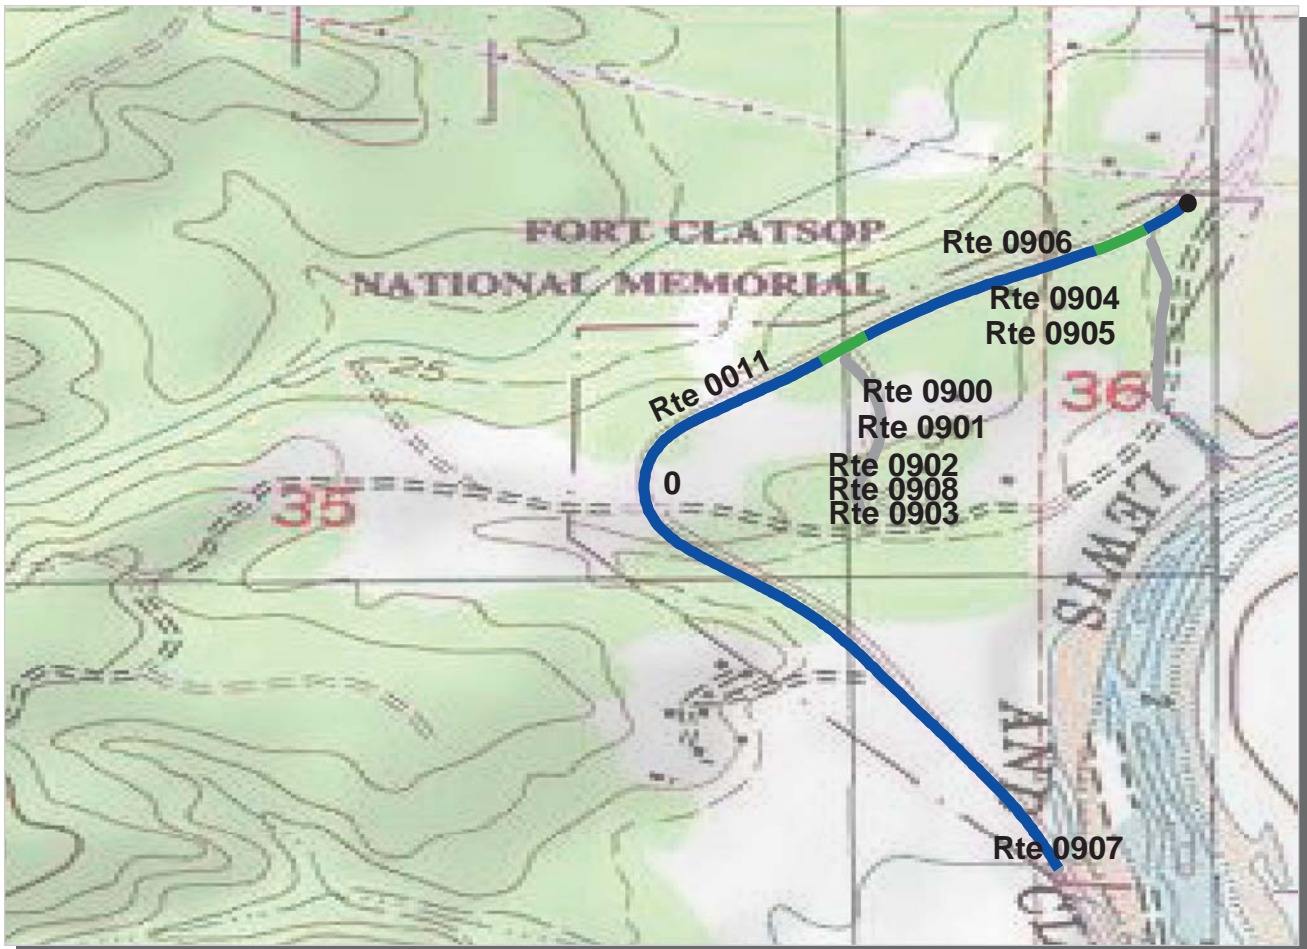 FORT CLATSOP
NATIONAL MEMORIAL
Rte 0906
Rte 0904
Rte 0905
Rte 0011
25
Rte 0900
36
Rte 0901
Rte 0902
0
Rte 0908
35
Rte 0903
LEWIS
AND
Rte 0907
CL